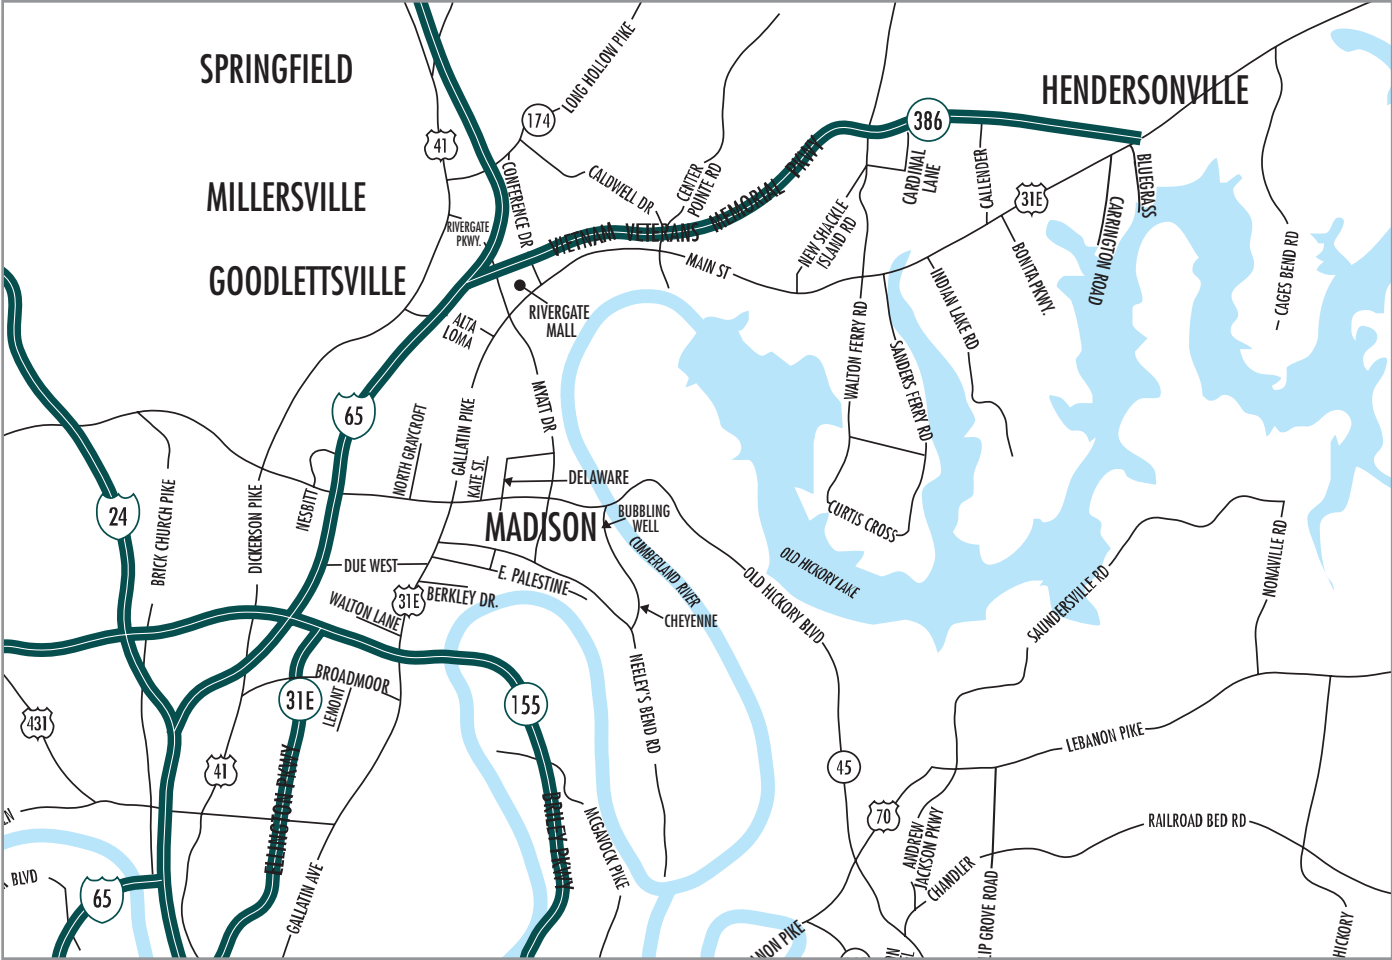 SPRINGFIELD
LONG HOLLOW PIKE
HENDERSONVILLE
174
386
41
CALDWELL DR
CENTER
POINTE RD
CONFERENCE DR
CARDINAL
LANE
CALLENDER
BLUEGRASS
MILLERSVILLE
31E
VIETNAM VETERANS MEMORIAL PKWY
RIVERGATE
PKWY.
NEW SHACKLE
ISLAND RD
CARRINGTON ROAD
MAIN ST
BONITA PKWY.
CAGES BEND RD
GOODLETTSVILLE
RIVERGATE
MALL
ALTA
LOMA
INDIAN LAKE RD
WALTON FERRY RD
SANDERS FERRY RD
65
MYATT DR
GALLATIN PIKE
NORTH GRAYCROFT
KATE ST.
DELAWARE
24
BRICK CHURCH PIKE
DICKERSON PIKE
NESBITT
MADISON
BUBBLING
WELL
CURTIS CROSS
CUMBERLAND RIVER
OLD HICKORY LAKE
OLD HICKORY BLVD
NONAVILLE RD
SAUNDERSVILLE RD
DUE WEST
E. PALESTINE
31E
BERKLEY DR.
WALTON LANE
CHEYENNE
NEELEY'S BEND RD
BROADMOOR
LEMONT
31E
155
431
41
ELLINGTON PKWY
BRILEY PKWY
MCGAVOCK PIKE
45
LEBANON PIKE
70
ANDREW
JACKSON PKWY
RAILROAD BED RD
CHANDLER
BLVD
65
GALLATIN AVE
LIP GROVE ROAD
NON PIKE
HICKORY